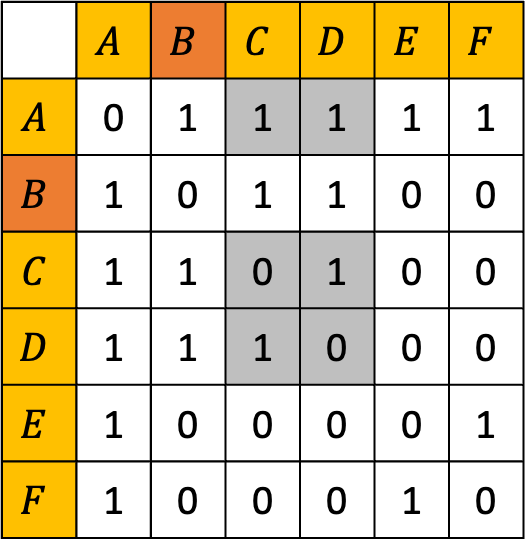 A B C D E F
A 0 1 1 1 1 1
B 1 0 1 1 0 0
C 1 1 0 1 0 0
D 1 1 1 0 0 0
E 1 0 0 0 0 1
F 1 0 0 0 1 0